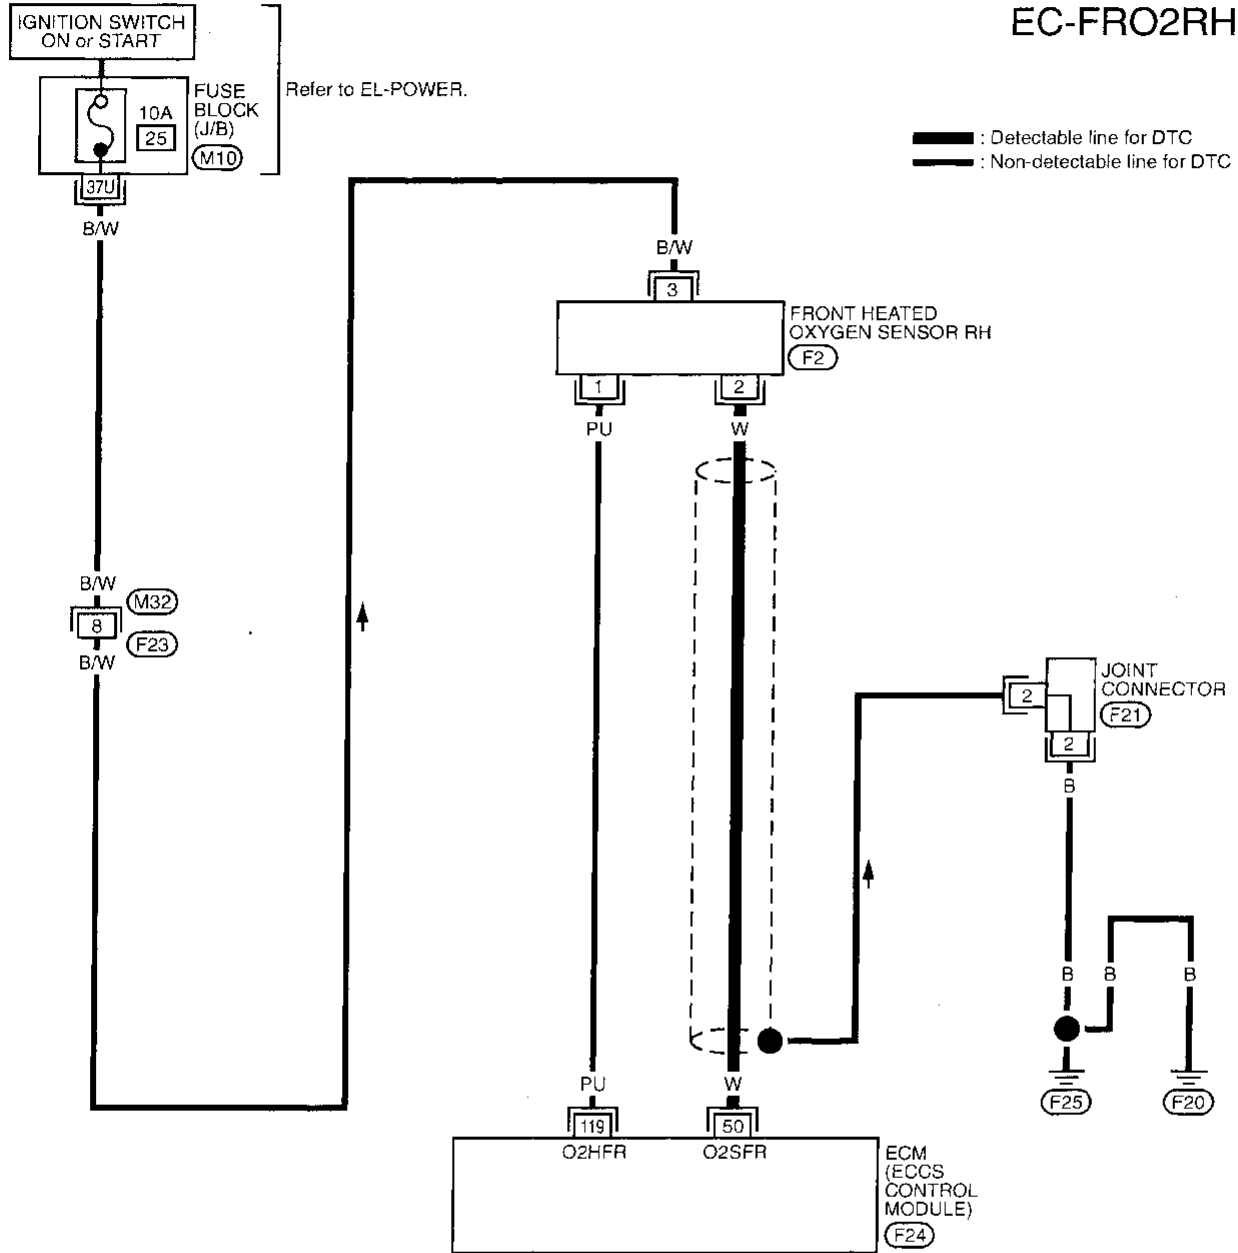 EC-FRO2RH
IGNITION SWITCH
ON or START
FUSE
BLOCK
(J/B)
M10
10A
25
Refer to EL-POWER.
37U
B/W
: Detectable line for DTC
: Non-detectable line for DTC
B/W
3
FRONT HEATED
OXYGEN SENSOR RH
F2
1
2
PU
W
B/W
M32
8
F23
B/W
2
JOINT
CONNECTOR
F21
2
B
B
B
B
F25
F20
PU
W
119
50
O2HFR
O2SFR
ECM
(ECCS
CONTROL
MODULE)
F24